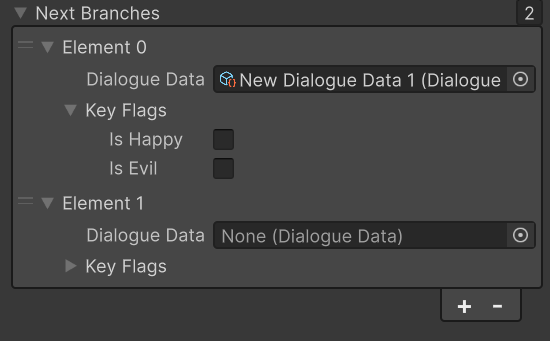 Next Branches 2
Element 0
Dialogue Data New Dialogue Data 1 (Dialogue
Key Flags
Is Happy
Is Evil
Element 1
Dialogue Data None (Dialogue Data)
Key Flags
+ -